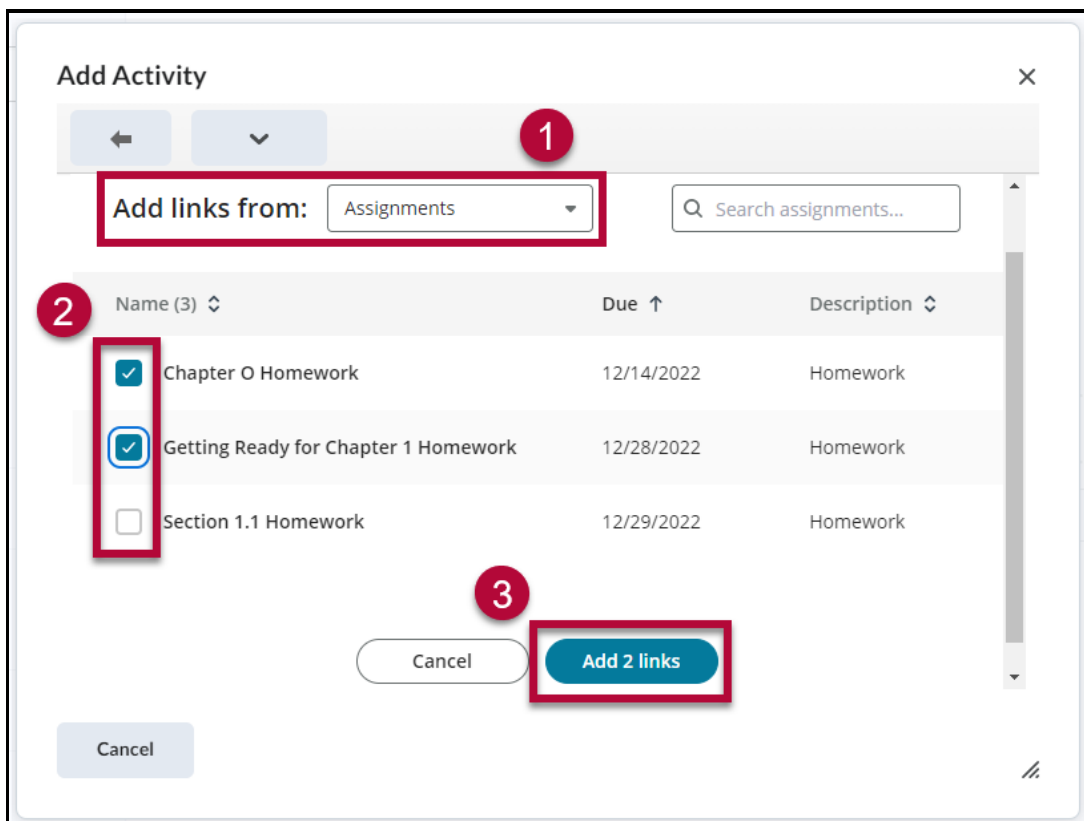 Add Activity
1
Add links from: Assignments Search assignments...
2 Name (3) Due Description
Chapter O Homework 12/14/2022 Homework
Getting Ready for Chapter 1 Homework 12/28/2022 Homework
Section 1.1 Homework 12/29/2022 Homework
3
Cancel Add 2 links
Cancel